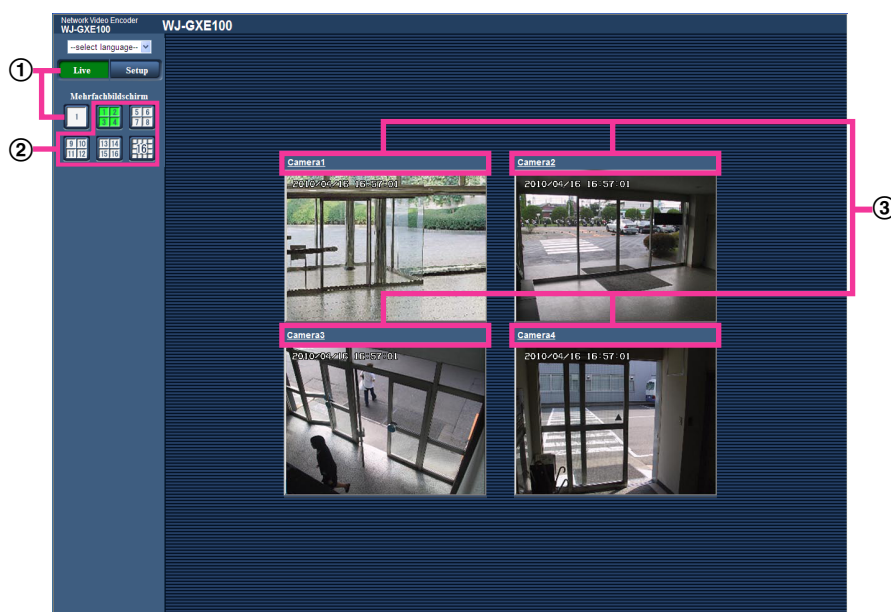 Network Video Encoder
WJ-GXE100
WJ-GXE100
--select language--
① Live Setup
Mehrfachbildschirm
1
1 2
3 4
5 6
7 8
②
9 10
11 12
13 14
15 16
16
③
Camera1
2010/04/16 16:57:01
Camera2
2010/04/16 16:57:01
Camera3
2010/04/16 16:57:01
Camera4
2010/04/16 16:57:01